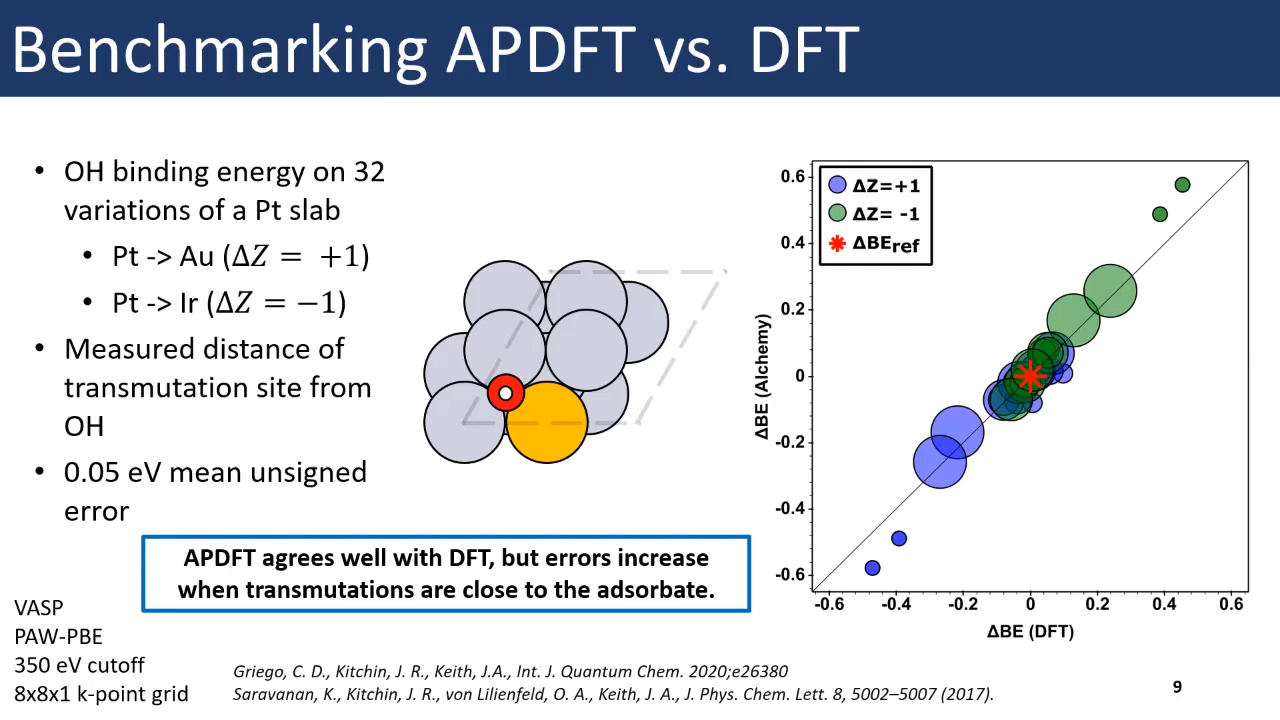 Benchmarking APDFT vs. DFT
• OH binding energy on 32
variations of a Pt slab
• Pt -> Au (Δ𝑍 = +1)
• Pt -> Ir (Δ𝑍 = −1)
• Measured distance of
transmutation site from
OH
• 0.05 eV mean unsigned
error
APDFT agrees well with DFT, but errors increase
when transmutations are close to the adsorbate.
VASP
PAW-PBE
350 eV cutoff
8x8x1 k-point grid
ΔZ=+1
ΔZ= -1
ΔBEref
ΔBE (Alchemy)
0.6
0.4
0.2
0
-0.2
-0.4
-0.6
-0.6 -0.4 -0.2 0 0.2 0.4 0.6
ΔBE (DFT)
Griego, C. D., Kitchin, J. R., Keith, J.A., Int. J. Quantum Chem. 2020;e26380
Saravanan, K., Kitchin, J. R., von Lilienfeld, O. A., Keith, J. A., J. Phys. Chem. Lett. 8, 5002–5007 (2017).
9